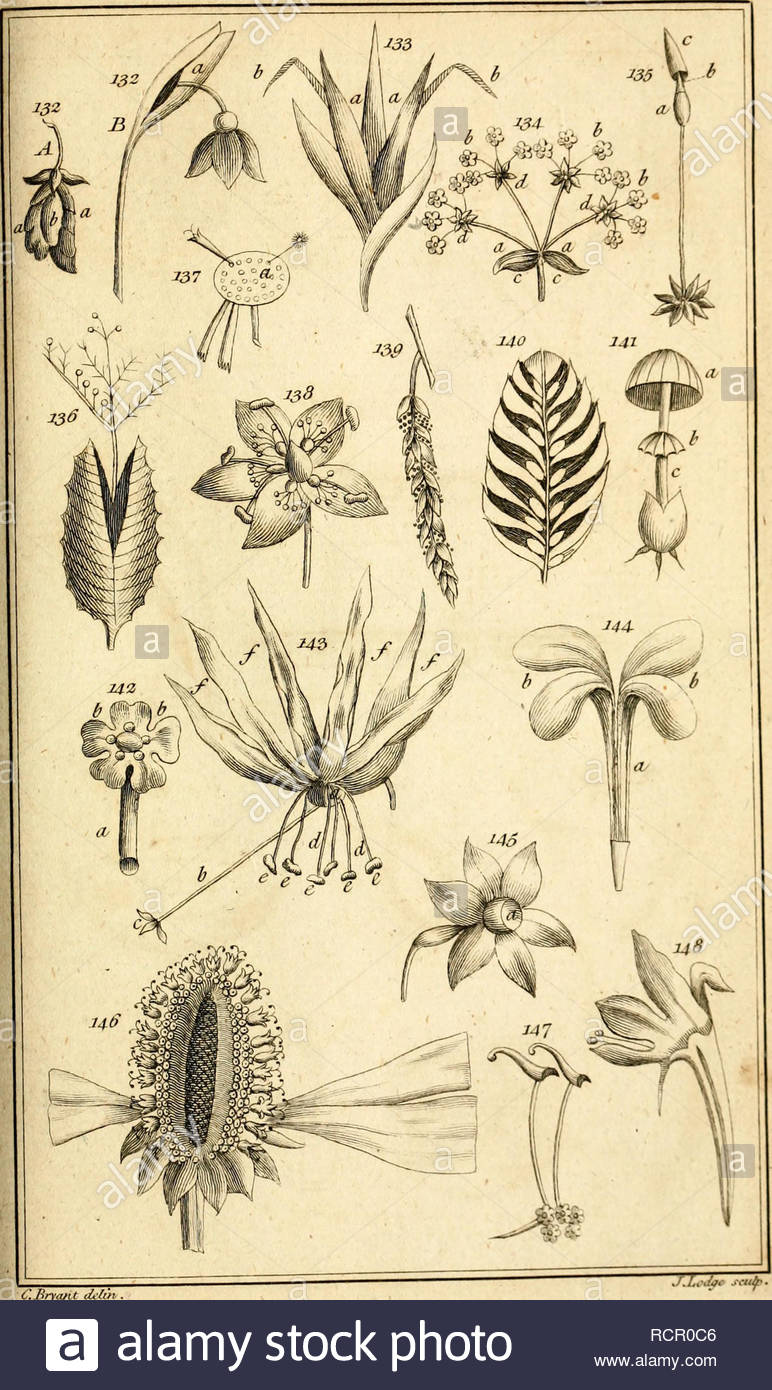 133
132
a
b
b
c
135
b
a
132
A
B
a
a
134
b
b
b
d
d
d
a
b
a
a
a
c
c
137
a
136
138
139
140
141
a
b
c
143
f
f
f
f
144
b
b
a
142
b
b
a
d
d
b
e
e
e
e
e
c
145
a
146
147
148
C. Bryant delin.
J. Lodge sculp.
a alamy stock photo
RCR0C6
www.alamy.com